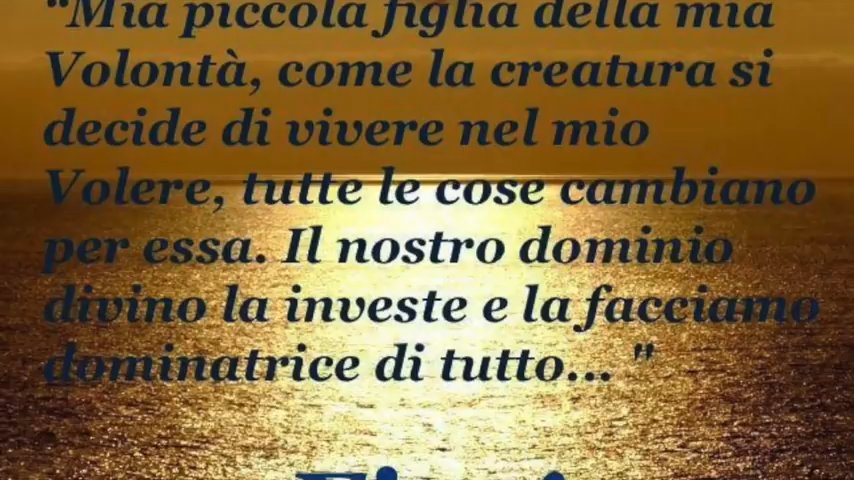 “Mia piccola figlia della mia
Volontà, come la creatura si
decide di vivere nel mio
Volere, tutte le cose cambiano
per essa. Il nostro dominio
divino la investe e la facciamo
dominatrice di tutto... "